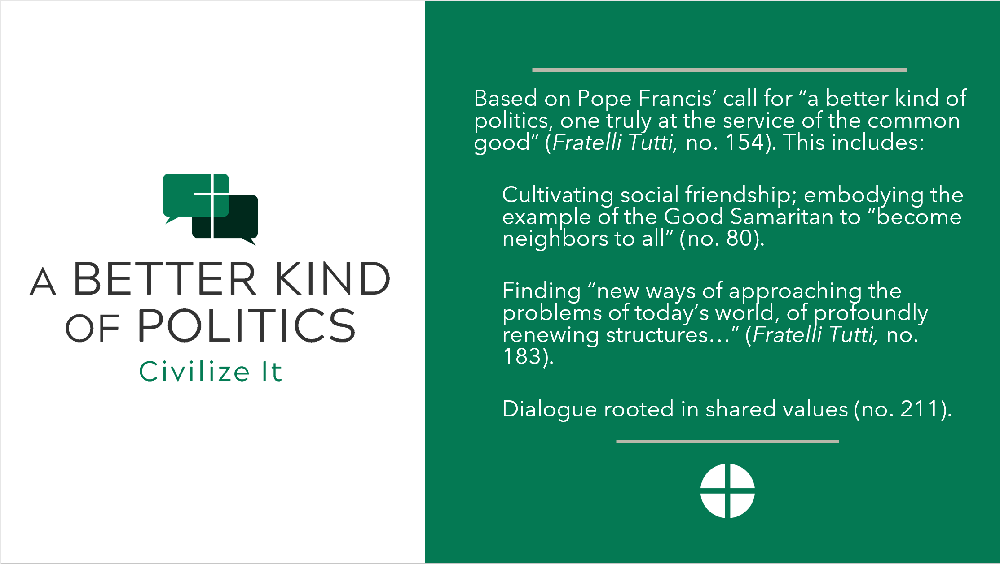 A BETTER KIND
OF POLITICS
Civilize It
Based on Pope Francis’ call for “a better kind of
politics, one truly at the service of the common
good” (Fratelli Tutti, no. 154). This includes:
Cultivating social friendship; embodying the
example of the Good Samaritan to “become
neighbors to all” (no. 80).
Finding “new ways of approaching the
problems of today’s world, of profoundly
renewing structures…” (Fratelli Tutti, no.
183).
Dialogue rooted in shared values (no. 211).